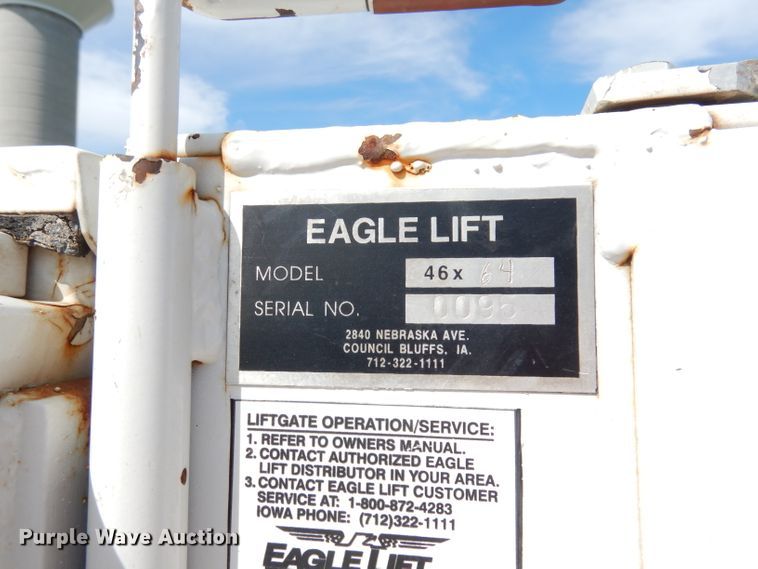 EAGLE LIFT
MODEL 46 x 64
SERIAL NO. 0095
2840 NEBRASKA AVE.
COUNCIL BLUFFS, IA.
712-322-1111
LIFTGATE OPERATION/SERVICE:
1. REFER TO OWNERS MANUAL.
2. CONTACT AUTHORIZED EAGLE
LIFT DISTRIBUTOR IN YOUR AREA.
3. CONTACT EAGLE LIFT CUSTOMER
SERVICE AT: 1-800-872-4283
IOWA PHONE: (712)322-1111
EAGLE LIFT
Purple Wave Auction